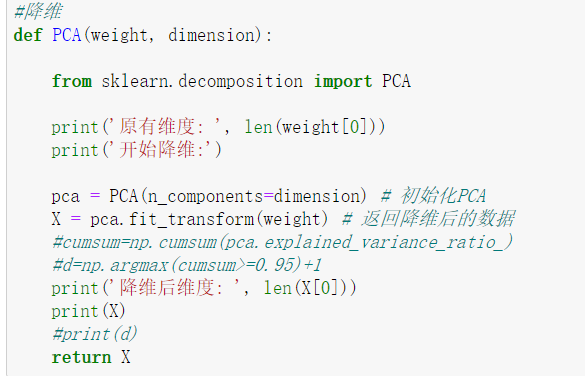 #降维
def PCA(weight, dimension):
from sklearn.decomposition import PCA
print('原有维度: ', len(weight[0]))
print('开始降维:')
pca = PCA(n_components=dimension) # 初始化PCA
X = pca.fit_transform(weight) # 返回降维后的数据
#cumsum=np.cumsum(pca.explained_variance_ratio_)
#d=np.argmax(cumsum>=0.95)+1
print('降维后维度: ', len(X[0]))
print(X)
#print(d)
return X